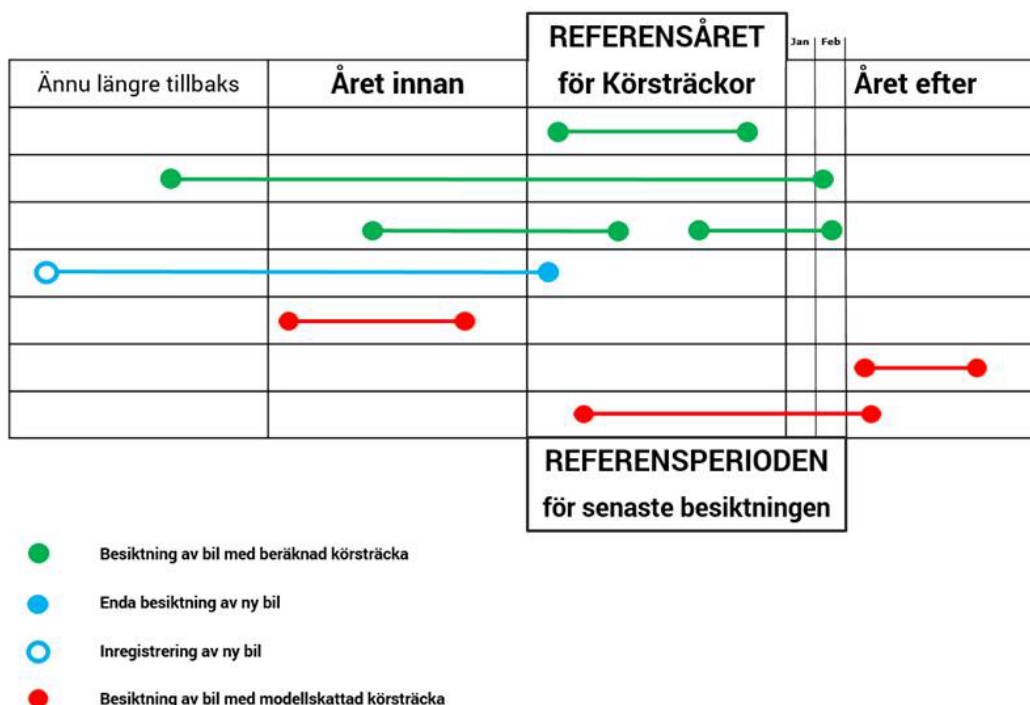 REFERENSÅRET
Jan Feb
Ännu längre tillbaks
Året innan
för Körsträckor
Året efter
REFERENSPERIODEN
för senaste besiktningen
Besiktning av bil med beräknad körsträcka
Enda besiktning av ny bil
Inregistrering av ny bil
Besiktning av bil med modellskattad körsträcka